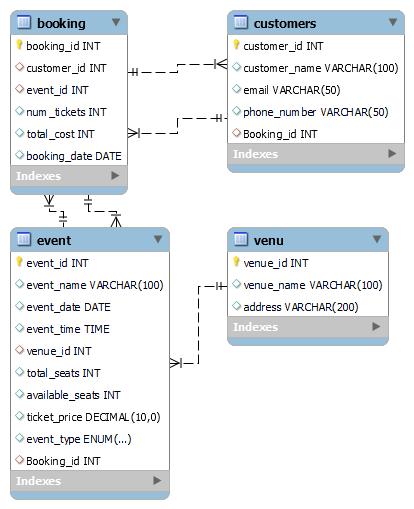 booking
booking_id INT
customer_id INT
event_id INT
num_tickets INT
total_cost INT
booking_date DATE
Indexes
customers
customer_id INT
customer_name VARCHAR(100)
email VARCHAR(50)
phone_number VARCHAR(50)
Booking_id INT
Indexes
event
event_id INT
event_name VARCHAR(100)
event_date DATE
event_time TIME
venue_id INT
total_seats INT
available_seats INT
ticket_price DECIMAL(10,0)
event_type ENUM(...)
Booking_id INT
Indexes
venu
venue_id INT
venue_name VARCHAR(100)
address VARCHAR(200)
Indexes